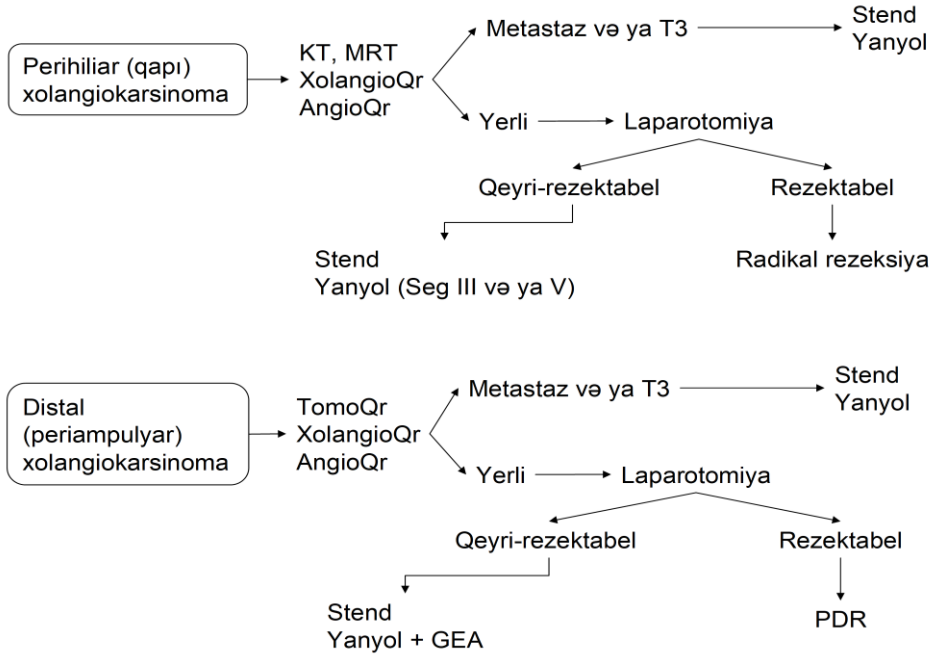 Metastaz və ya T3
Stend
Yanyol
Perihiliar (qapı)
xolangiokarsinoma
KT, MRT
XolangioQr
AngioQr
Yerli
Laparotomiya
Qeyri-rezektabel
Rezektabel
Stend
Yanyol (Seg III və ya V)
Radikal rezeksiya
Distal
(periampulyar)
xolangiokarsinoma
TomoQr
XolangioQr
AngioQr
Metastaz və ya T3
Stend
Yanyol
Yerli
Laparotomiya
Qeyri-rezektabel
Rezektabel
Stend
Yanyol + GEA
PDR